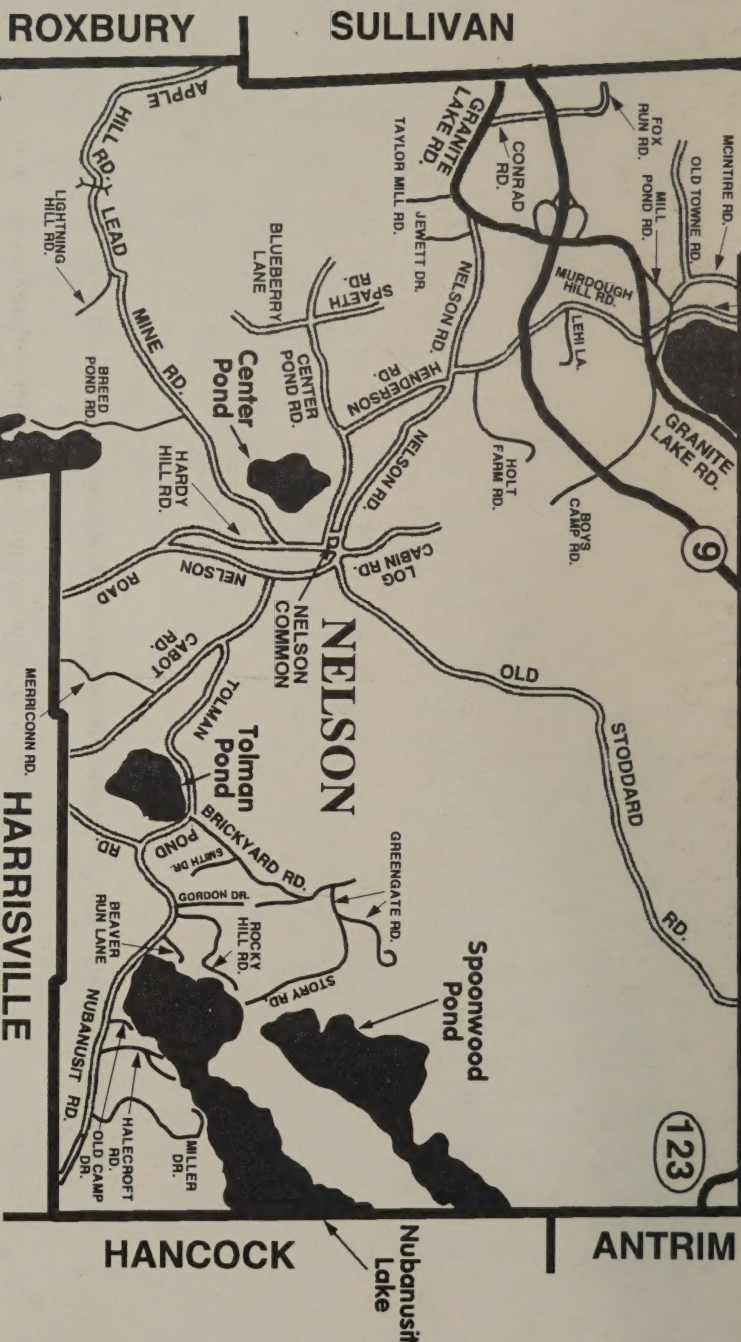 ROXBURY
SULLIVAN
APPLE
HILL RD.
LEAD
MINE RD.
LIGHTNING
HILL RD.
BREED
POND RD.
GRANITE
LAKE RD.
TAYLOR MILL RD.
JEWETT DR.
CONRAD
RD.
FOX
RUN RD.
MCINTIRE RD.
OLD TOWNE RD.
MILL
POND RD.
MURDOUGH
HILL RD.
LEHI LA.
NELSON RD.
HENDERSON
RD.
SPAETH
RD.
BLUEBERRY
LANE
CENTER
POND RD.
Center
Pond
HARDY
HILL RD.
NELSON RD.
HOLT
FARM RD.
BOYS
CAMP RD.
GRANITE
LAKE RD.
9
LOG
CABIN RD.
NELSON
ROAD
NELSON
COMMON
NELSON
OLD
STODDARD
RD.
CABOT
RD.
MERRICONN RD.
TOLMAN
POND
RD.
Tolman
Pond
BRICKYARD RD.
SMITH DR.
GORDON DR.
GREENGATE RD.
ROCKY
HILL RD.
STORY RD.
BEAVER
RUN LANE
Spoonwood
Pond
NUBANUSIT RD.
OLD CAMP
DR.
HALECROFT
RD.
MILLER
DR.
HARRISVILLE
123
HANCOCK
ANTRIM
Nubanusit
Lake